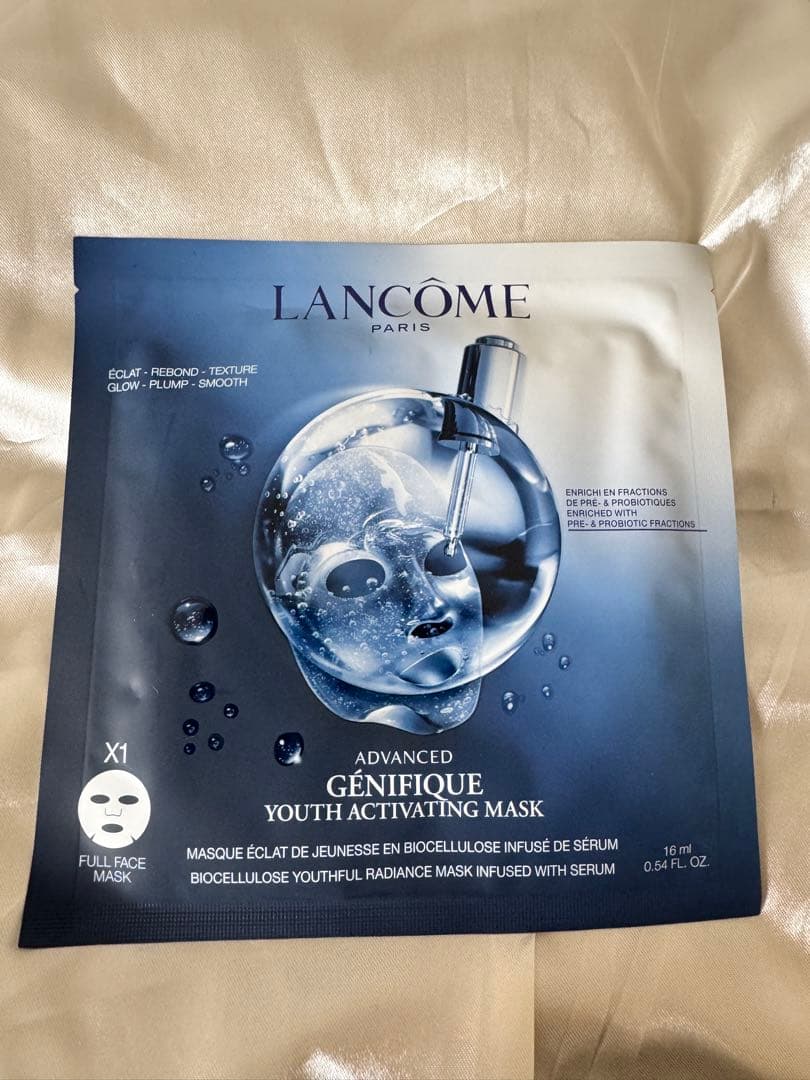 LANCÔME
PARIS
ÉCLAT - REBOND - TEXTURE
GLOW - PLUMP - SMOOTH
ENRICHI EN FRACTIONS
DE PRÉ- & PROBIOTIQUES
ENRICHED WITH
PRE- & PROBIOTIC FRACTIONS
X1
FULL FACE
MASK
ADVANCED
GÉNIFIQUE
YOUTH ACTIVATING MASK
MASQUE ÉCLAT DE JEUNESSE EN BIOCELLULOSE INFUSÉ DE SÉRUM
BIOCELLULOSE YOUTHFUL RADIANCE MASK INFUSED WITH SERUM
16 ml
0.54 FL. OZ.